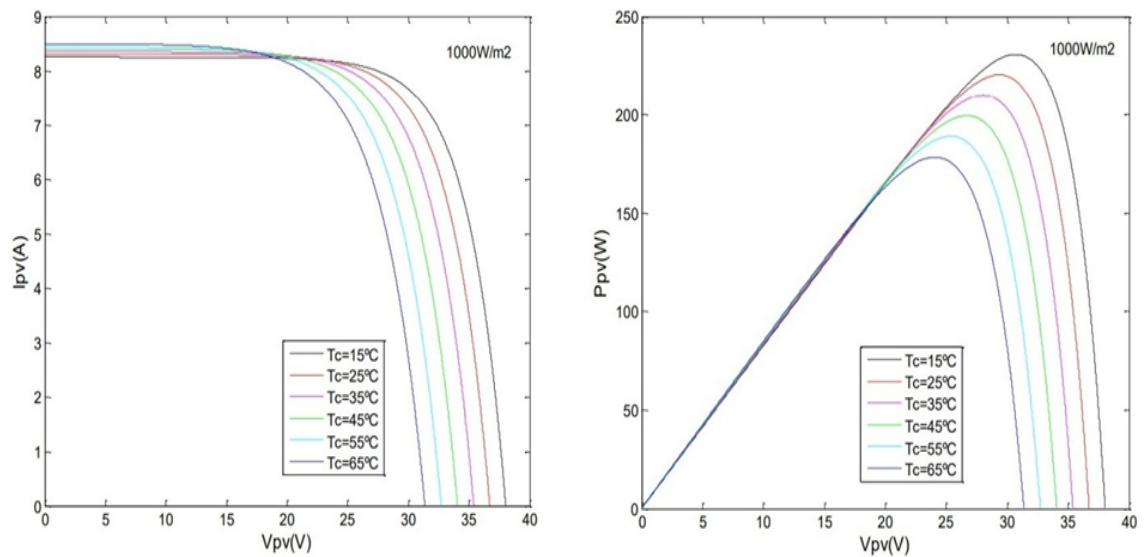 9
8
7
6
5
4
3
2
1
0
Ipv(A)
1000W/m2
Tc=15ºC
Tc=25ºC
Tc=35ºC
Tc=45ºC
Tc=55ºC
Tc=65ºC
0 5 10 15 20 25 30 35 40
Vpv(V)
250
200
150
100
50
0
Ppv(W)
1000W/m2
Tc=15ºC
Tc=25ºC
Tc=35ºC
Tc=45ºC
Tc=55ºC
Tc=65ºC
0 5 10 15 20 25 30 35 40
Vpv(V)